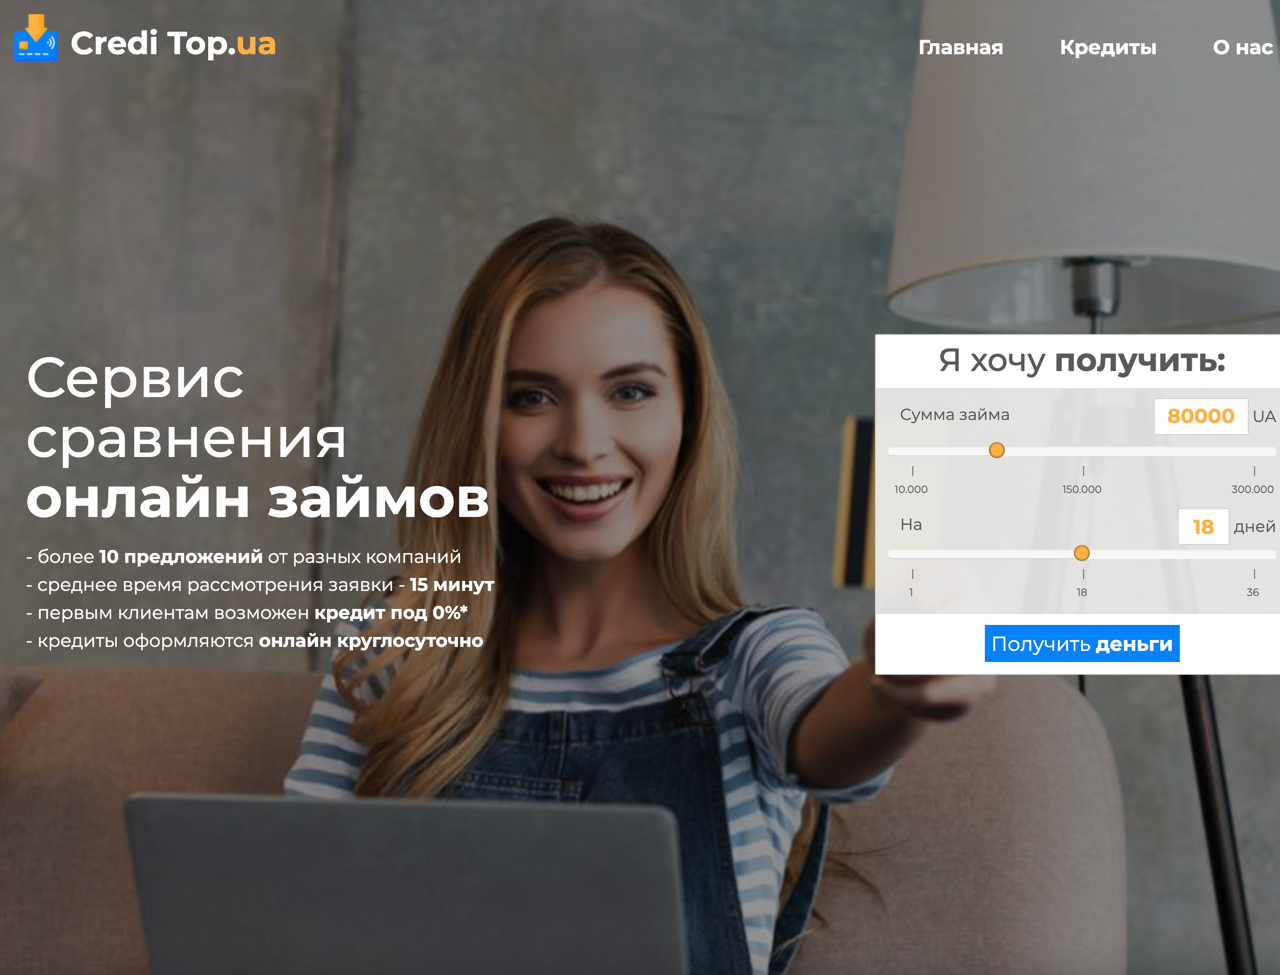 Credi Top.ua
Главная Кредиты О нас
Сервис
сравнения
онлайн займов
- более 10 предложений от разных компаний
- среднее время рассмотрения заявки - 15 минут
- первым клиентам возможен кредит под 0%*
- кредиты оформляются онлайн круглосуточно
Я хочу получить:
Сумма займа 80000 UA
10.000 150.000 300.000
На 18 дней
1 18 36
Получить деньги